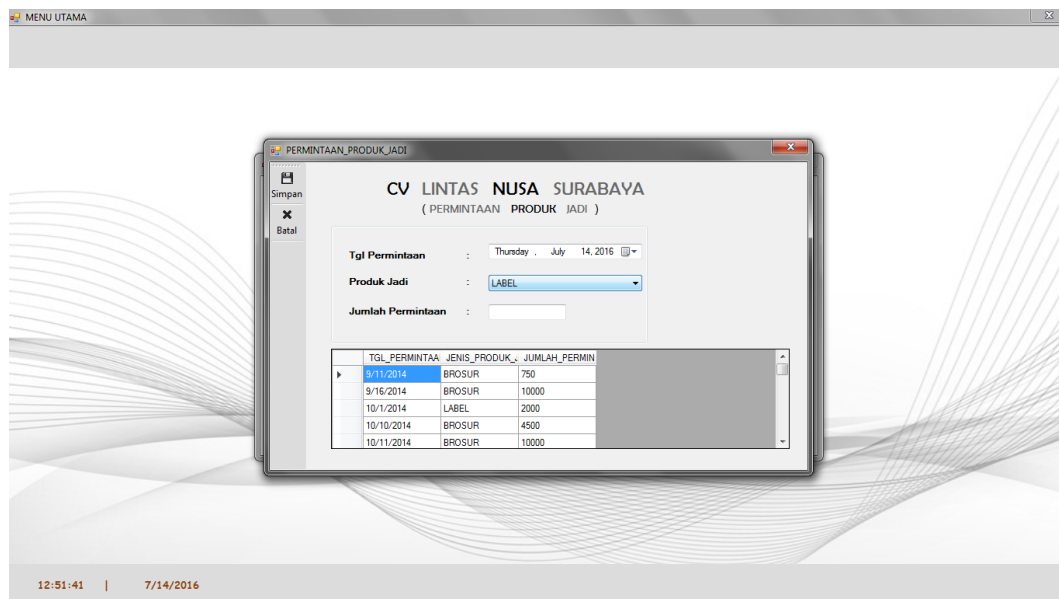 MENU UTAMA
PERMINTAAN_PRODUK_JADI
Simpan
Batal
CV LINTAS NUSA SURABAYA
( PERMINTAAN PRODUK JADI )
Tgl Permintaan : Thursday , July 14, 2016
Produk Jadi : LABEL
Jumlah Permintaan :
TGL_PERMINTAA JENIS_PRODUK_J JUMLAH_PERMIN
9/11/2014 BROSUR 750
9/16/2014 BROSUR 10000
10/1/2014 LABEL 2000
10/10/2014 BROSUR 4500
10/11/2014 BROSUR 10000
12:51:41 | 7/14/2016